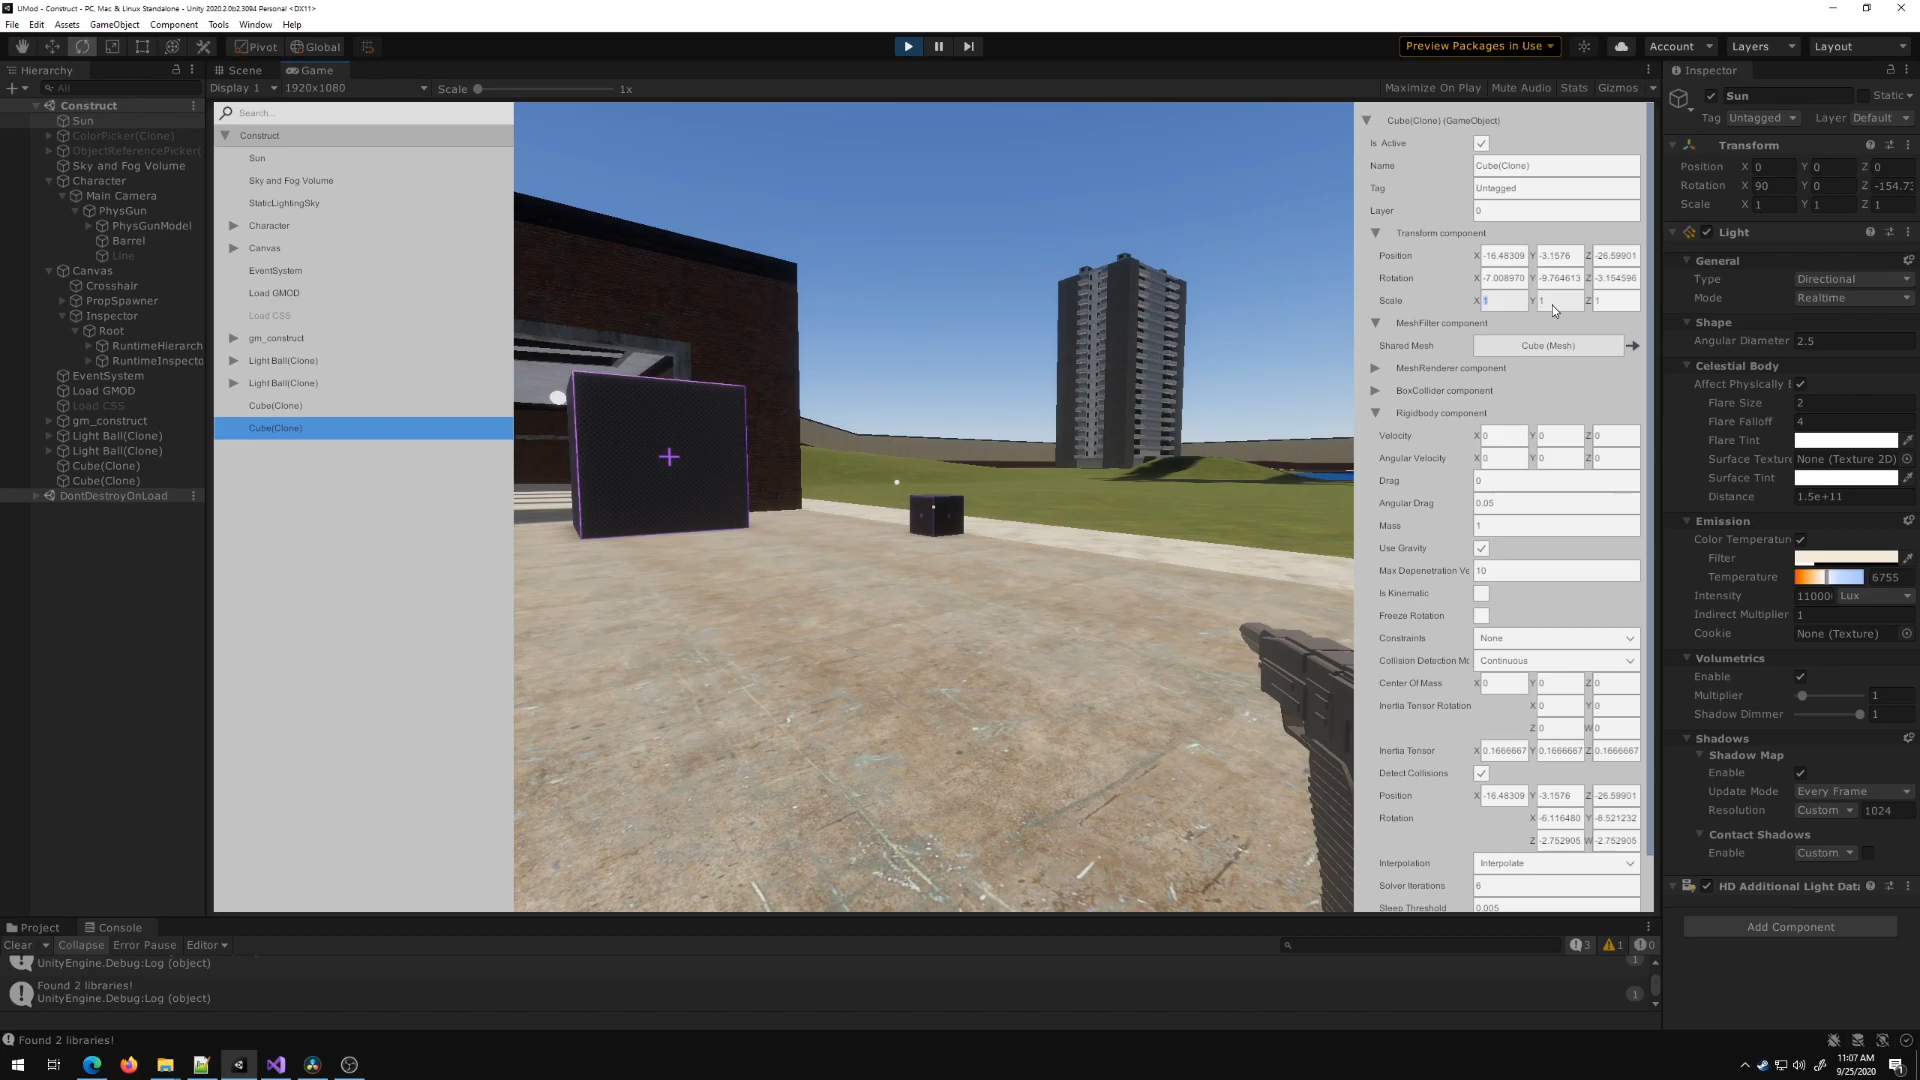 UMod - Construct - PC, Mac & Linux Standalone - Unity 2020.2.0b2.3094 Personal <DX11>
File Edit Assets GameObject Component Tools Window Help
Pivot Global Preview Packages in Use Account Layers Layout
Hierarchy
All
Construct
Sun
ColorPicker(Clone)
ObjectReferencePicker(
Sky and Fog Volume
Character
Main Camera
PhysGun
PhysGunModel
Barrel
Line
Canvas
Crosshair
PropSpawner
Inspector
Root
RuntimeHierarch
RuntimeInspecto
EventSystem
Load GMOD
Load CSS
gm_construct
Light Ball(Clone)
Light Ball(Clone)
Cube(Clone)
Cube(Clone)
DontDestroyOnLoad
Scene Game
Display 1 1920x1080 Scale 1x Maximize On Play Mute Audio Stats Gizmos
Search...
Construct
Sun
Sky and Fog Volume
StaticLightingSky
Character
Canvas
EventSystem
Load GMOD
Load CSS
gm_construct
Light Ball(Clone)
Light Ball(Clone)
Cube(Clone)
Cube(Clone)
Cube(Clone) (GameObject)
Is Active
Name Cube(Clone)
Tag Untagged
Layer 0
Transform component
Position X -16.48309 Y -3.1576 Z -26.59901
Rotation X -7.008970 Y -9.764613 Z -3.154596
Scale X 1 Y 1 Z 1
MeshFilter component
Shared Mesh Cube (Mesh)
MeshRenderer component
BoxCollider component
Rigidbody component
Velocity X 0 Y 0 Z 0
Angular Velocity X 0 Y 0 Z 0
Drag 0
Angular Drag 0.05
Mass 1
Use Gravity
Max Depenetration Ve 10
Is Kinematic
Freeze Rotation
Constraints None
Collision Detection Mo Continuous
Center Of Mass X 0 Y 0 Z 0
Inertia Tensor Rotation X 0 Y 0
Z 0 W 0
Inertia Tensor X 0.1666667 Y 0.1666667 Z 0.1666667
Detect Collisions
Position X -16.48309 Y -3.1576 Z -26.59901
Rotation X -6.116480 Y -8.521232
Z -2.752905 W -2.752905
Interpolation Interpolate
Solver Iterations 6
Sleep Threshold 0.005
Inspector
Sun Static
Tag Untagged Layer Default
Transform
Position X 0 Y 0 Z 0
Rotation X 90 Y 0 Z -154.73
Scale X 1 Y 1 Z 1
Light
General
Type Directional
Mode Realtime
Shape
Angular Diameter 2.5
Celestial Body
Affect Physically E
Flare Size 2
Flare Falloff 4
Flare Tint
Surface Texture None (Texture 2D)
Surface Tint
Distance 1.5e+11
Emission
Color Temperatur
Filter
Temperature 6755
Intensity 11000 Lux
Indirect Multiplier 1
Cookie None (Texture)
Volumetrics
Enable
Multiplier 1
Shadow Dimmer 1
Shadows
Shadow Map
Enable
Update Mode Every Frame
Resolution Custom 1024
Contact Shadows
Enable Custom
HD Additional Light Data
Add Component
Project Console
Clear Collapse Error Pause Editor 3 1 0
UnityEngine.Debug:Log (object) 1
Found 2 libraries!
UnityEngine.Debug:Log (object) 1
Found 2 libraries!
11:07 AM
9/25/2020